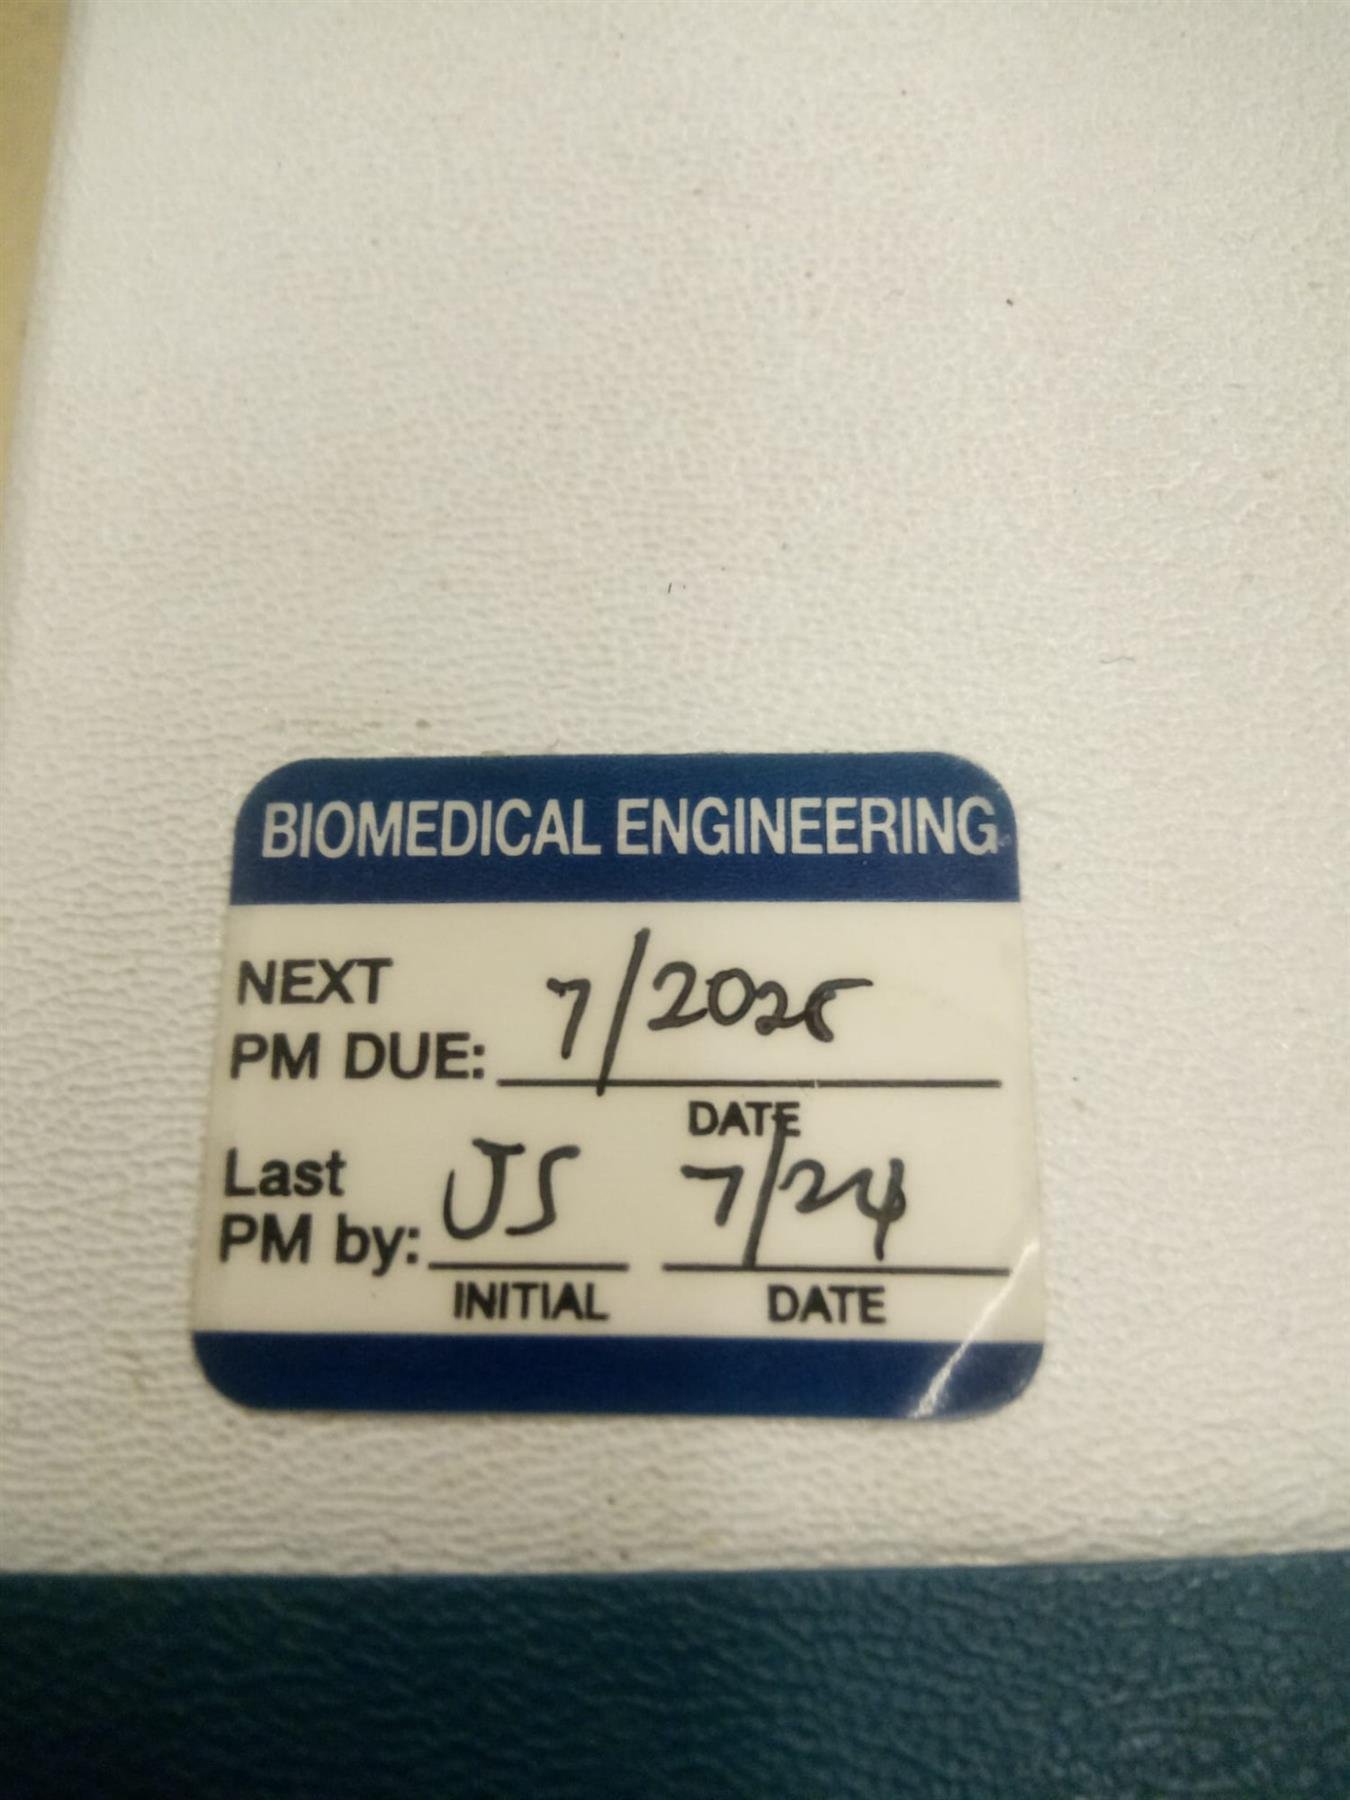 BIOMEDICAL ENGINEERING
NEXT
PM DUE: 7/2025
DATE
Last
PM by: JS 7/24
INITIAL DATE